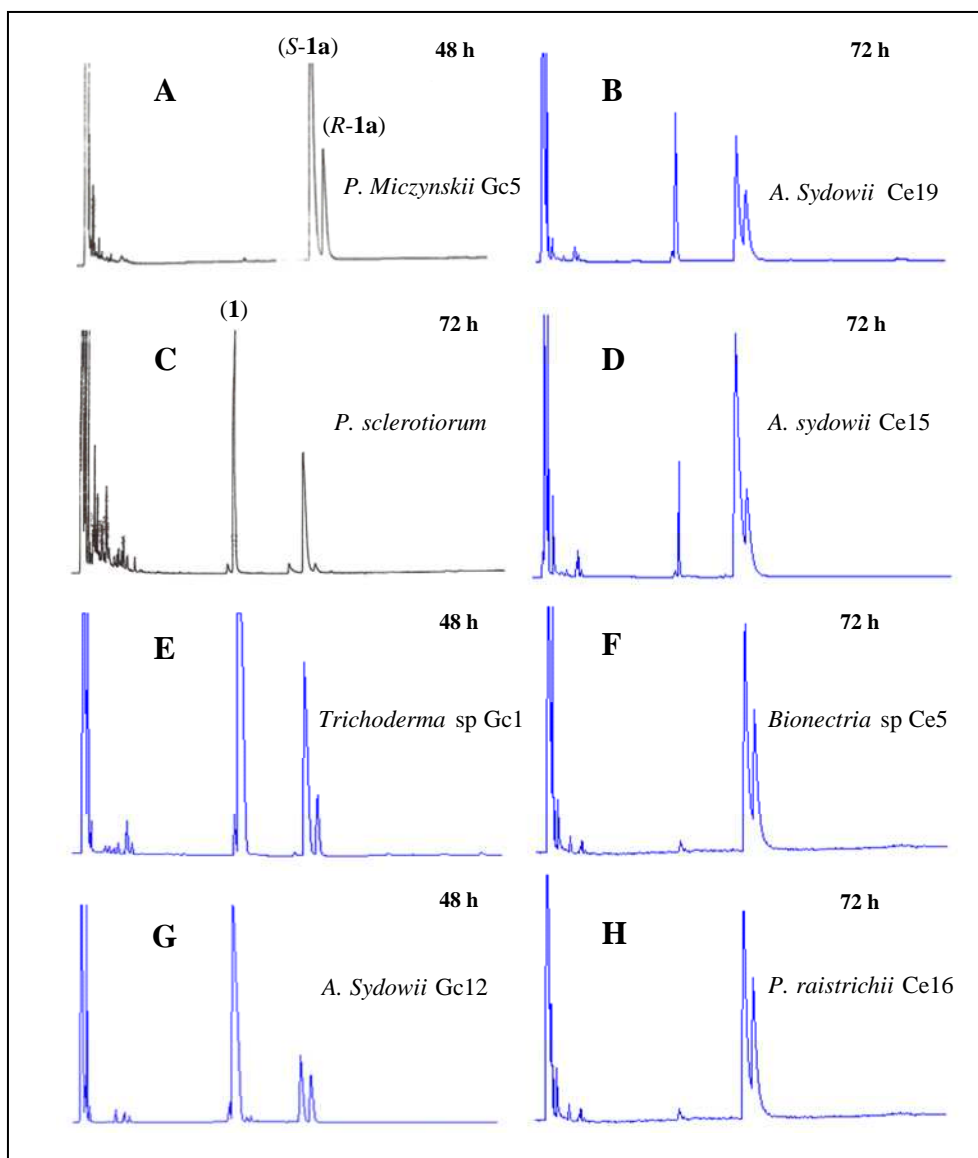 (S-1a) 48 h
A
(R-1a)
P. Miczynskii Gc5
72 h
B
A. Sydowii Ce19
(1)
72 h
C
P. sclerotiorum
72 h
D
A. sydowii Ce15
48 h
E
Trichoderma sp Gc1
72 h
F
Bionectria sp Ce5
48 h
G
A. Sydowii Gc12
72 h
H
P. raistrichii Ce16